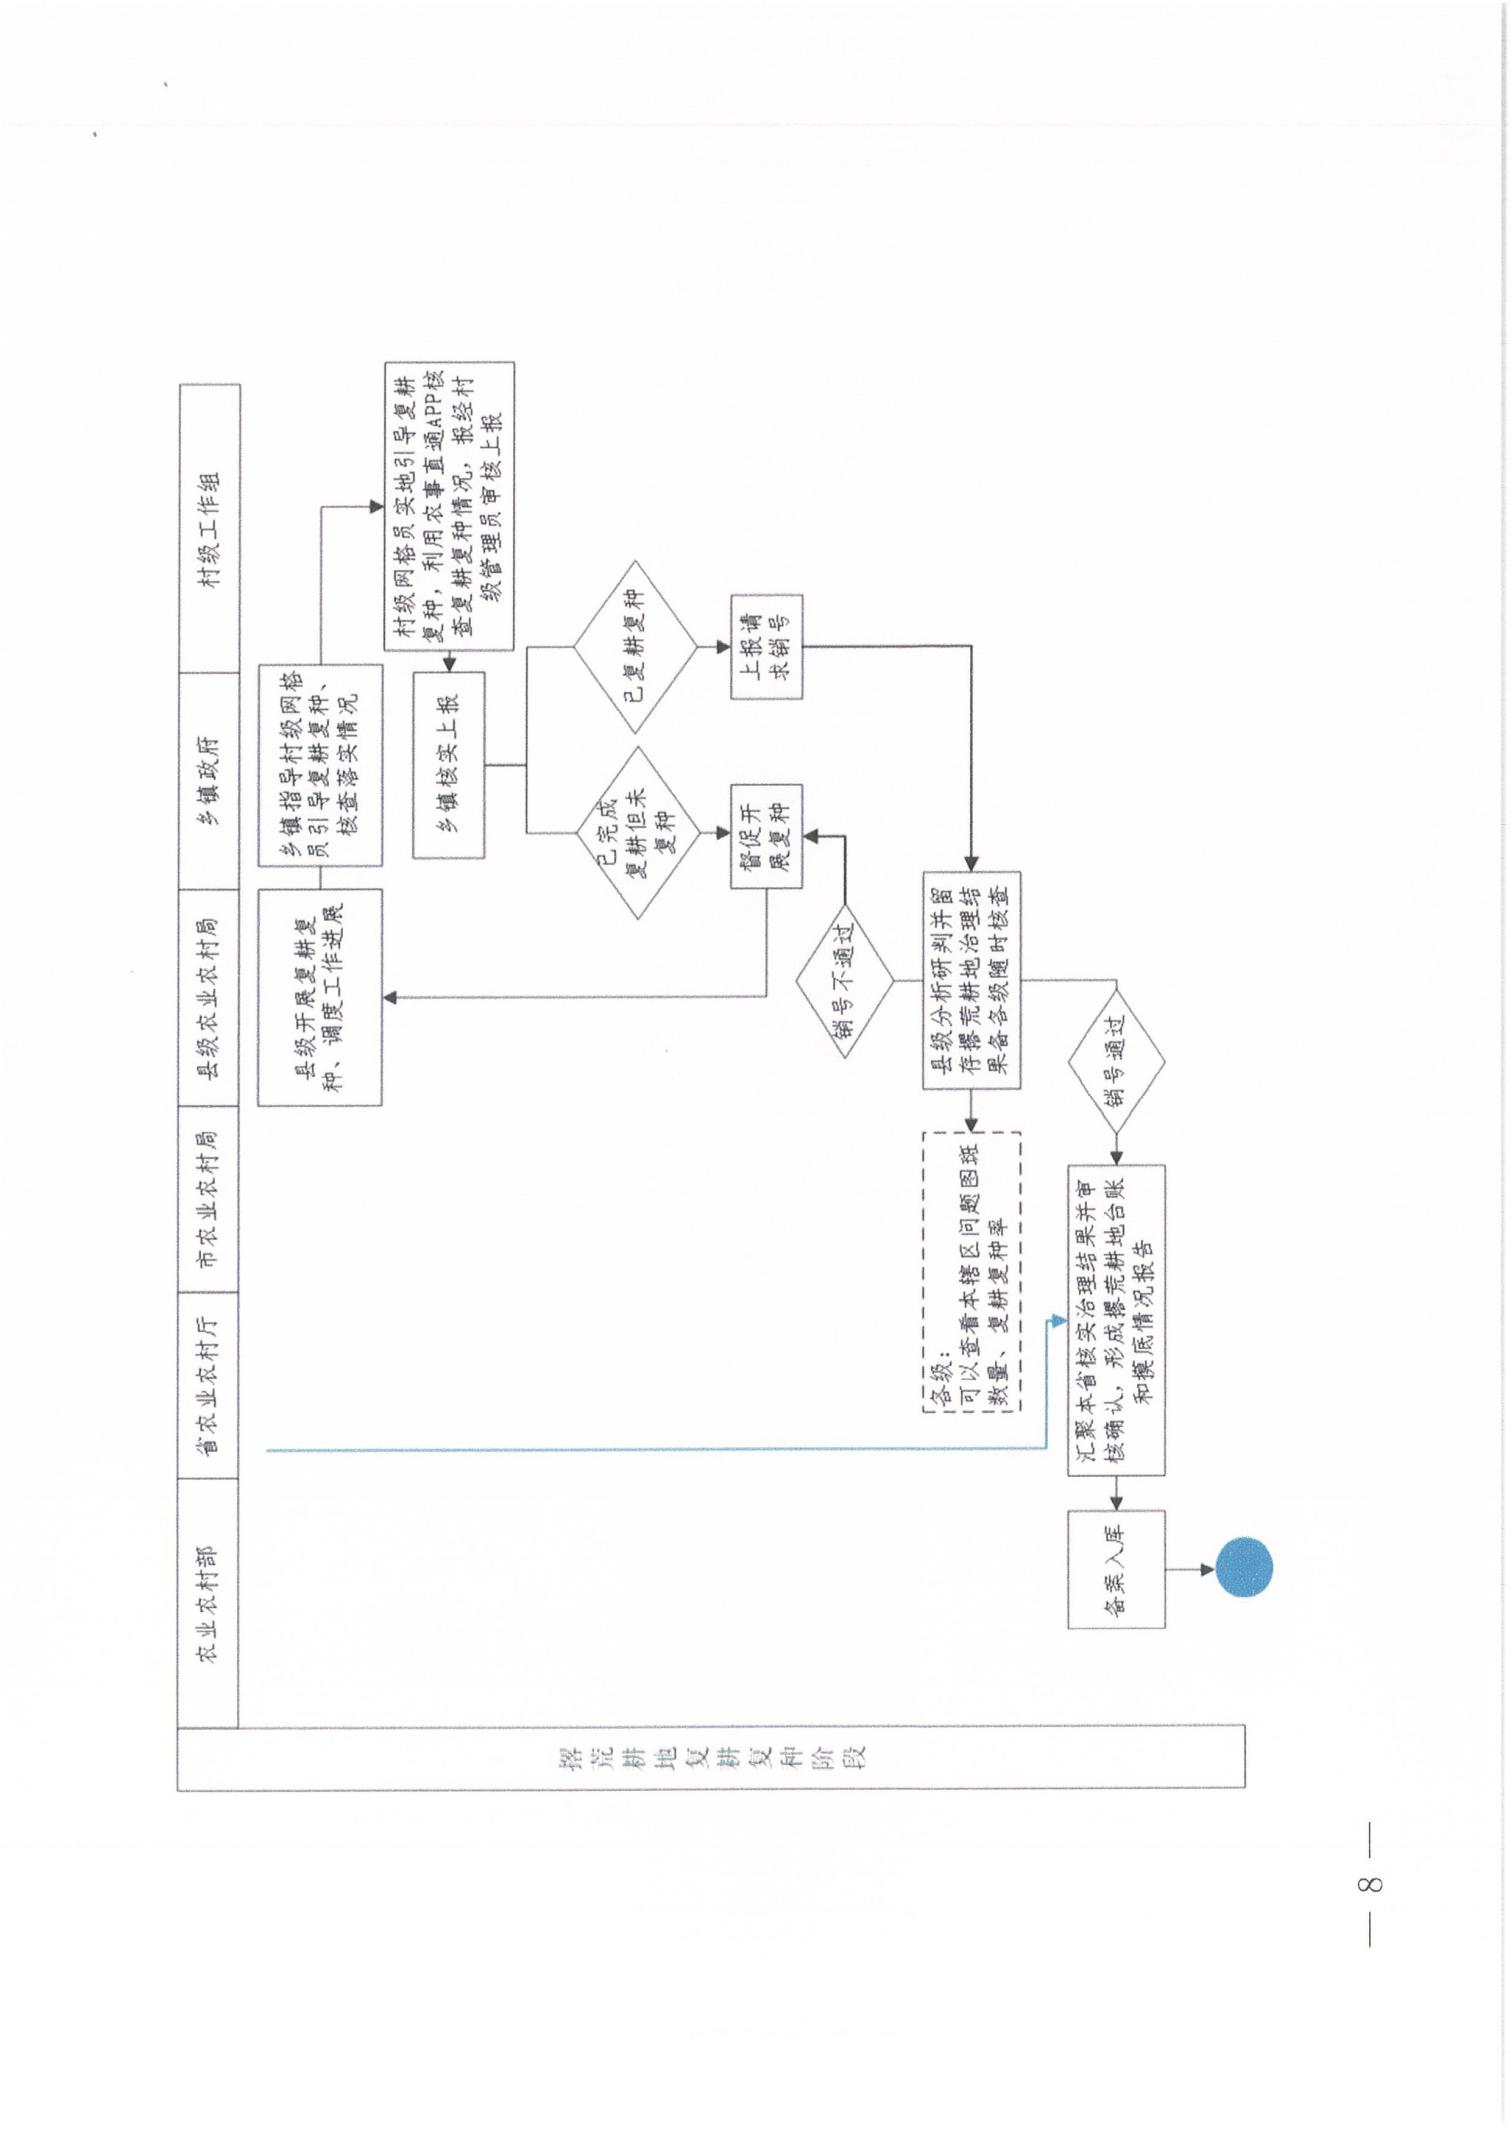 撂荒耕地复耕复种阶段
农业农村部
省农业农村厅
市农业农村局
县级农业农村局
乡镇政府
村级工作组
县级开展复耕复
种、调度工作进展
乡镇指导村级网格
员引导复耕复种、
核查落实情况
村级网格员实地引导复耕
复种，利用农事直通APP核
查复耕复种情况，报经村
级管理员审核上报
乡镇核实上报
已完成
复耕但未
复种
已复耕复种
督促开
展复种
上报请
求销号
销号不通过
各级：
可以查看本辖区问题图斑
数量、复耕复种率
县级分析研判并留
存撂荒耕地治理结
果备各级随时核查
销号通过
汇聚本省核实治理结果并审
核确认，形成撂荒耕地台账
和摸底情况报告
备案入库
— 8 —